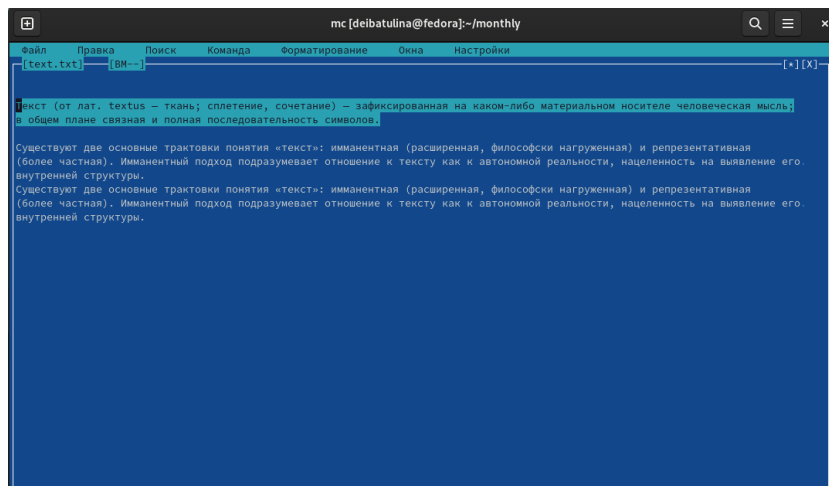 mc [deibatulina@fedora]:~/monthly
Файл Правка Поиск Команда Форматирование Окна Настройки
[text.txt] [BM--] [*][X]
Текст (от лат. textus — ткань; сплетение, сочетание) — зафиксированная на каком-либо материальном носителе человеческая мысль;
в общем плане связная и полная последовательность символов.
Существуют две основные трактовки понятия «текст»: имманентная (расширенная, философски нагруженная) и репрезентативная
(более частная). Имманентный подход подразумевает отношение к тексту как к автономной реальности, нацеленность на выявление его.
внутренней структуры.
Существуют две основные трактовки понятия «текст»: имманентная (расширенная, философски нагруженная) и репрезентативная
(более частная). Имманентный подход подразумевает отношение к тексту как к автономной реальности, нацеленность на выявление его.
внутренней структуры.